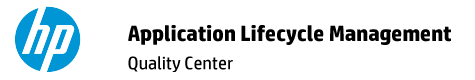 hp
Application Lifecycle Management
Quality Center